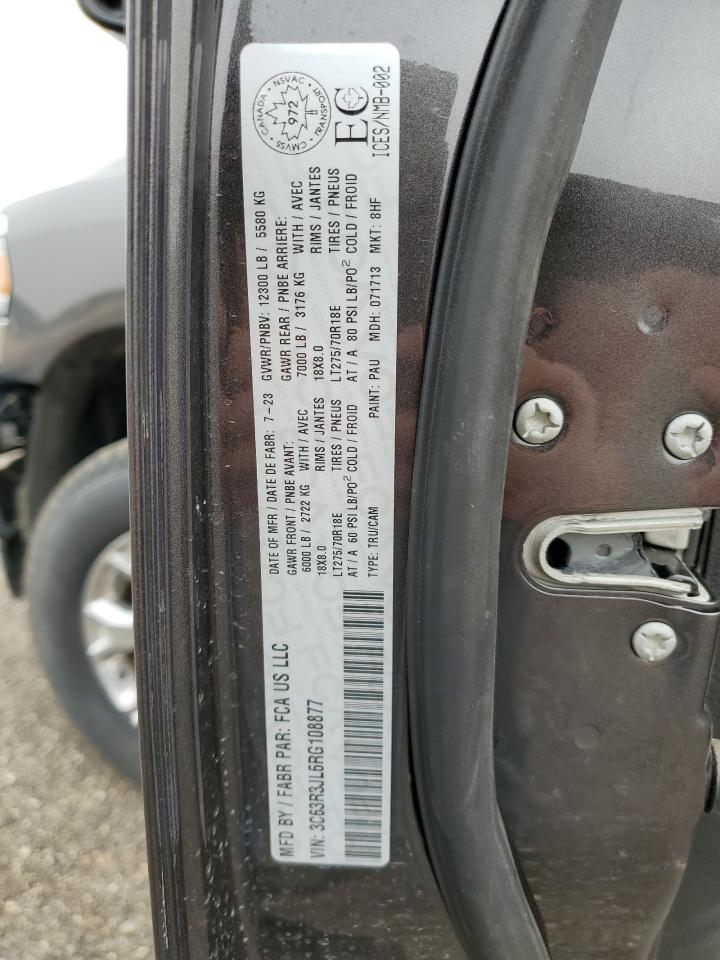 MFD BY / FABR PAR: FCA US LLC
VIN: 3C63R3JL6RG108877
DATE OF MFR / DATE DE FABR: 7-23
GVWR/PNBV: 12300 LB / 5580 KG
GAWR FRONT / PNBE AVANT:
6000 LB / 2722 KG WITH / AVEC
18X8.0 RIMS / JANTES
LT275/70R18E TIRES / PNEUS
AT / A 60 PSI LB/PO² COLD / FROID
GAWR REAR / PNBE ARRIERE:
7000 LB / 3176 KG WITH / AVEC
18X8.0 RIMS / JANTES
LT275/70R18E TIRES / PNEUS
AT / A 80 PSI LB/PO² COLD / FROID
TYPE: TRU/CAM PAINT: PAU MDH: 071713 MKT: 8HF
CANADA · NSVAC · TRANSPORT · CMVSS
972
EC
ICES/NMB-002